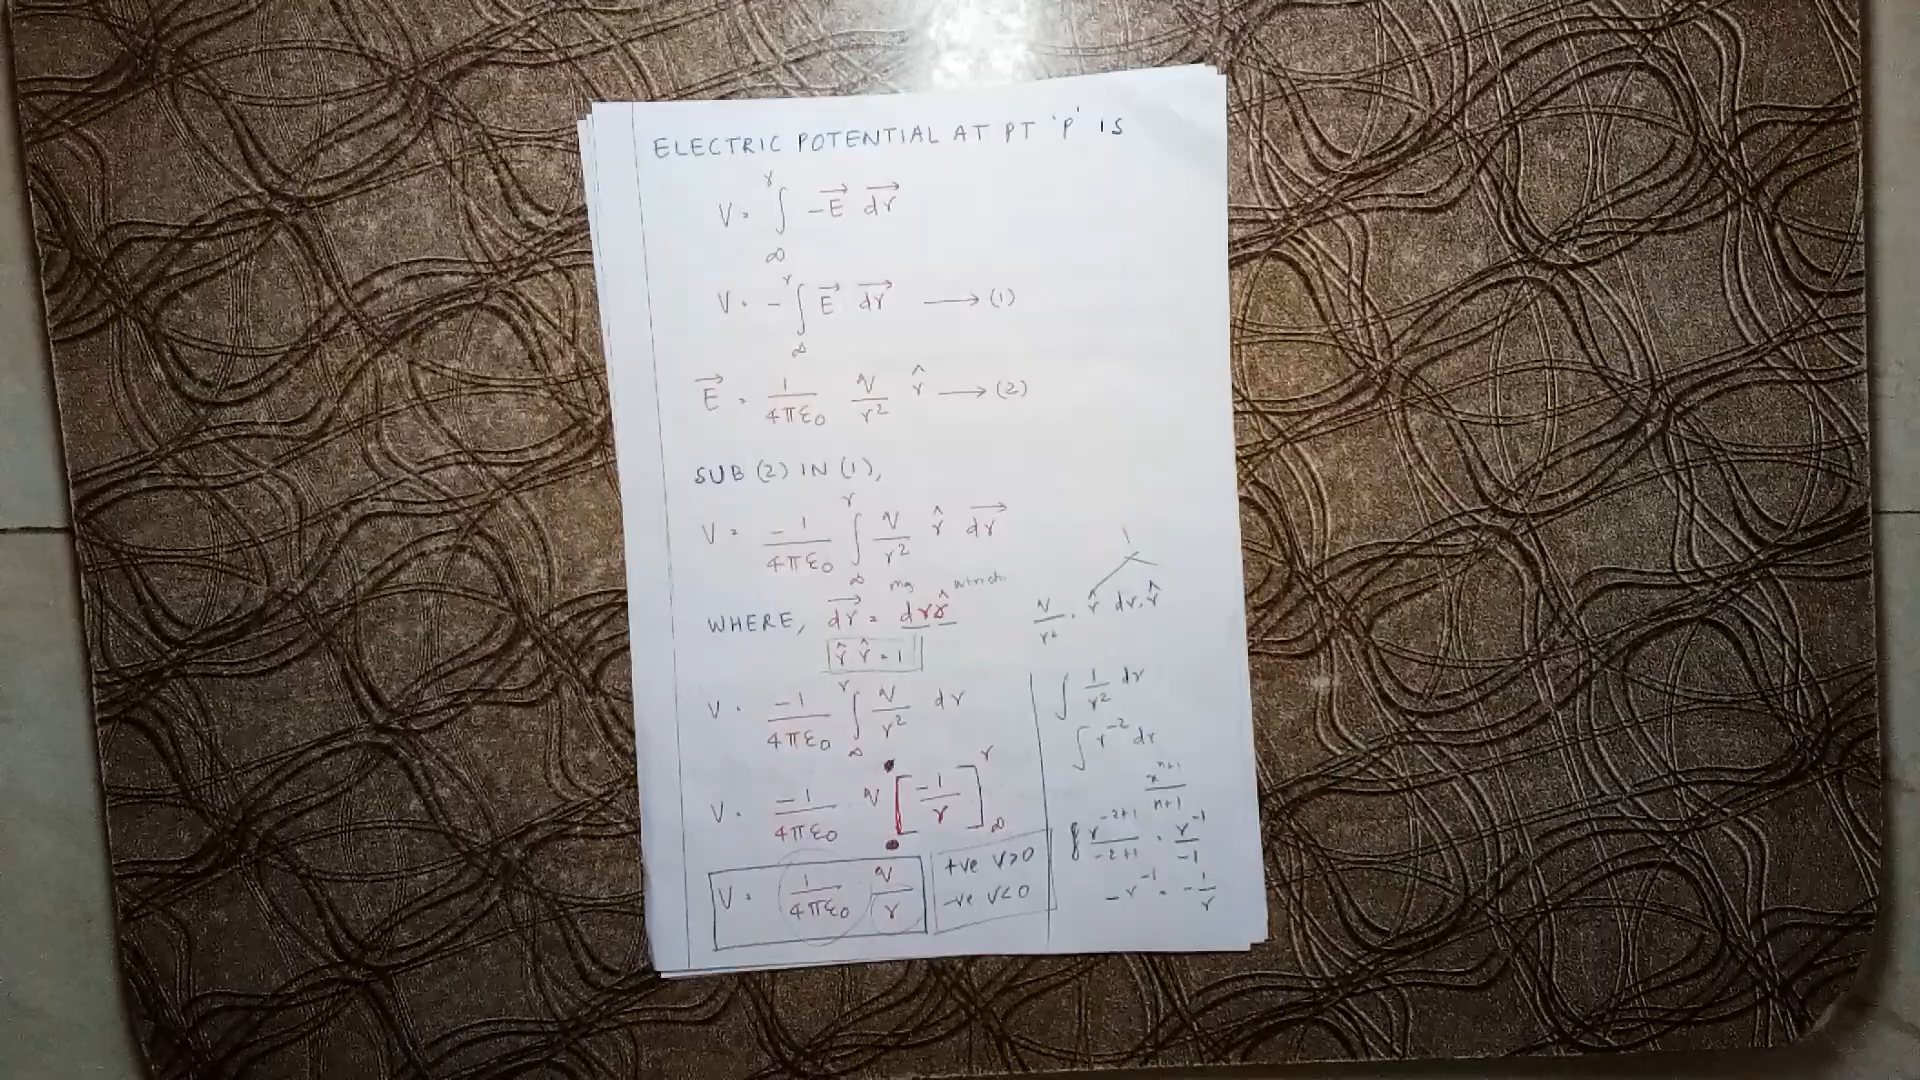 ELECTRIC POTENTIAL AT PT 'P' IS
V = ∫_∞^r -E⃗ dr⃗
V = -∫_∞^r E⃗ dr⃗ → (1)
E⃗ = 1/4πε₀ q/r² r̂ → (2)
SUB (2) IN (1),
V = -1/4πε₀ ∫_∞^r q/r² r̂ dr⃗
mg which
WHERE, dr⃗ = dr r̂
r̂ r̂ = 1
q/r² . r̂ dr . r̂
V = -1/4πε₀ ∫_∞^r q/r² dr
V = -1/4πε₀ q [-1/r]_∞^r
V = 1/4πε₀ q/r
+ve V>0
-ve V<0
∫ 1/r² dr
∫ r⁻² dr
x^(n+1)/n+1
r^(-2+1)/-2+1 = r⁻¹/-1
-r⁻¹ = -1/r